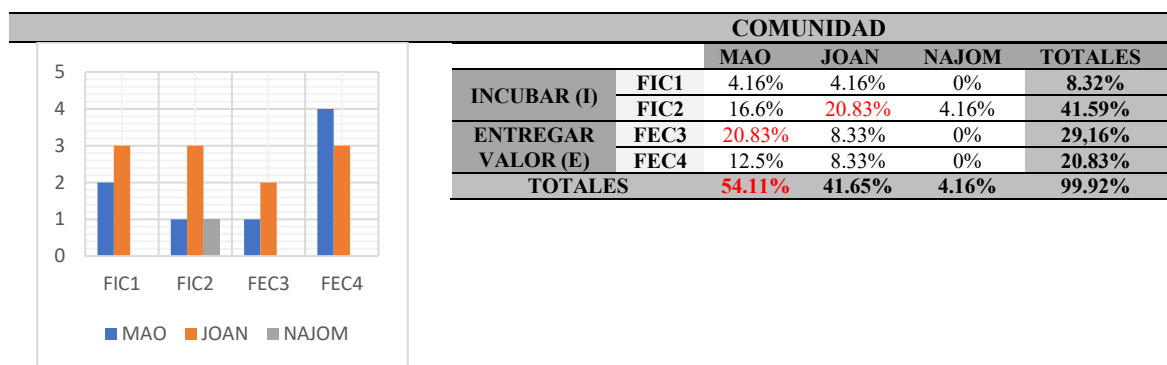 COMUNIDAD
5
4
3
2
1
0
FIC1 FIC2 FEC3 FEC4
MAO JOAN NAJOM
MAO JOAN NAJOM TOTALES
INCUBAR (I) FIC1 4.16% 4.16% 0% 8.32%
FIC2 16.6% 20.83% 4.16% 41.59%
ENTREGAR FEC3 20.83% 8.33% 0% 29,16%
VALOR (E) FEC4 12.5% 8.33% 0% 20.83%
TOTALES 54.11% 41.65% 4.16% 99.92%